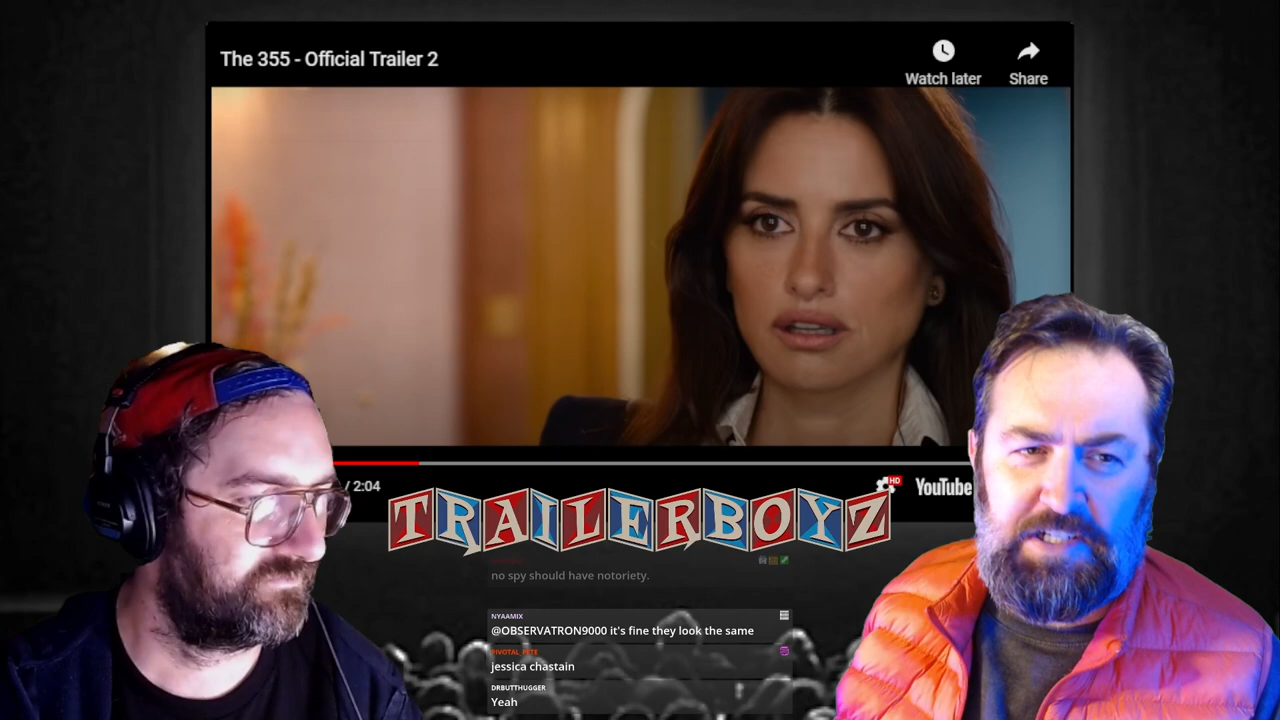 The 355 - Official Trailer 2
Watch later
Share
/ 2:04
HD
YouTube
TRAILERBOYZ
no spy should have notoriety.
NYAAMIX
@OBSERVATRON9000 it's fine they look the same
PIVOTAL_PETE
jessica chastain
DRBUTTHUGGER
Yeah